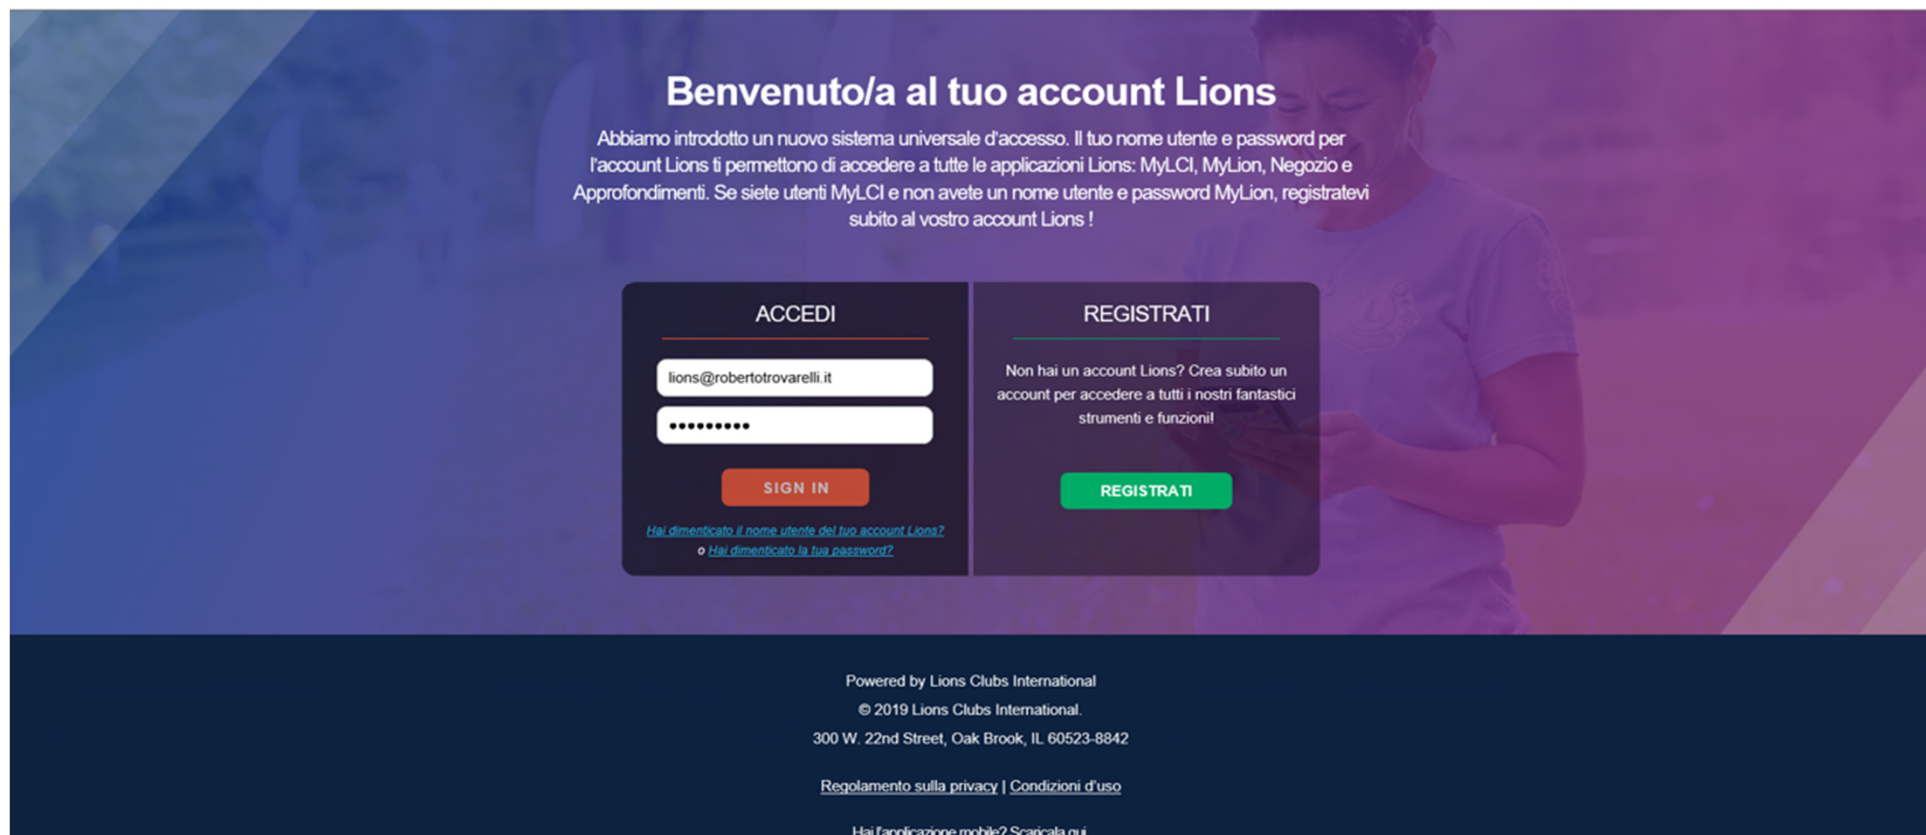 Benvenuto/a al tuo account Lions
Abbiamo introdotto un nuovo sistema universale d'accesso. Il tuo nome utente e password per
l'account Lions ti permettono di accedere a tutte le applicazioni Lions: MyLCI, MyLion, Negozio e
Approfondimenti. Se siete utenti MyLCI e non avete un nome utente e password MyLion, registratevi
subito al vostro account Lions !
ACCEDI
lions@robertotrovarelli.it
•••••••••
SIGN IN
Hai dimenticato il nome utente del tuo account Lions?
o Hai dimenticato la tua password?
REGISTRATI
Non hai un account Lions? Crea subito un
account per accedere a tutti i nostri fantastici
strumenti e funzioni!
REGISTRATI
Powered by Lions Clubs International
© 2019 Lions Clubs International.
300 W. 22nd Street, Oak Brook, IL 60523-8842
Regolamento sulla privacy | Condizioni d'uso
Hai l'applicazione mobile? Scaricala qui